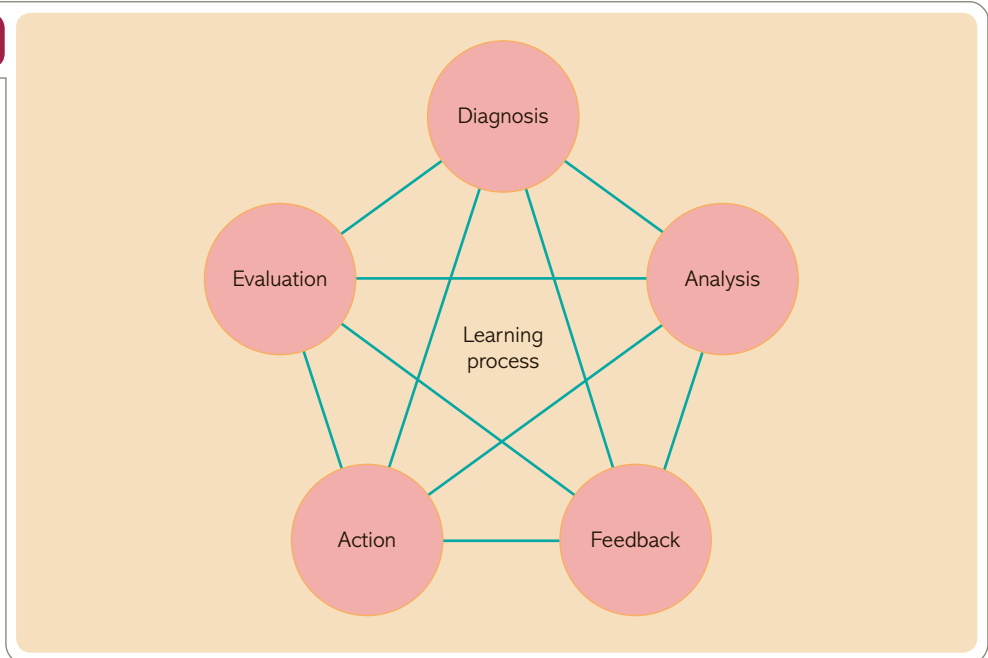 Diagnosis
Evaluation
Analysis
Learning
process
Action
Feedback